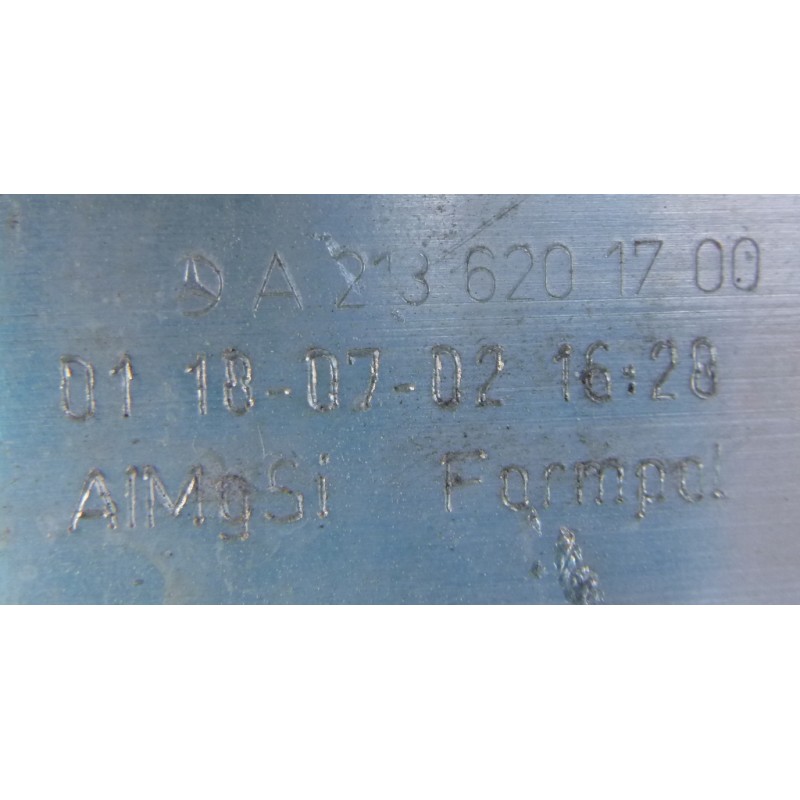 A 213 620 17 00
01 18-07-02 16:28
AlMgSi Formpol